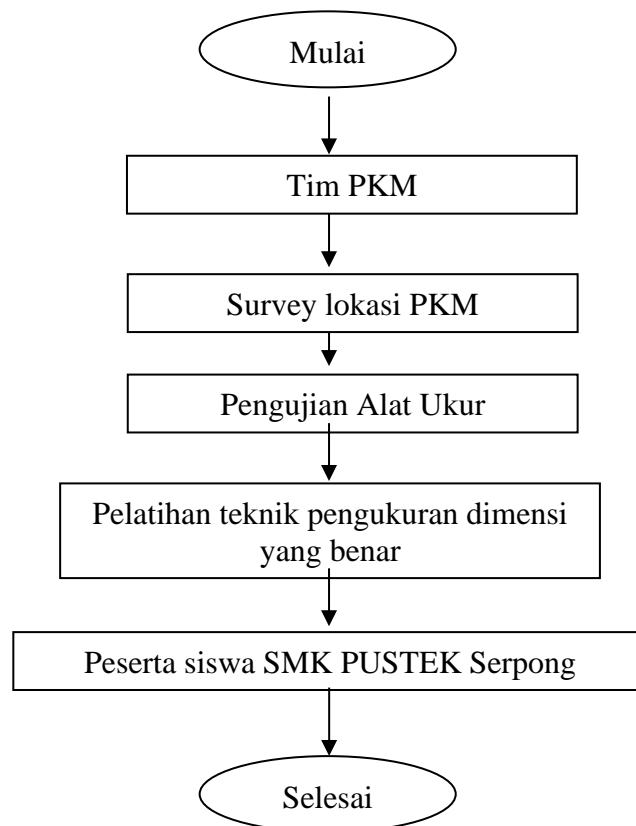 Mulai
Tim PKM
Survey lokasi PKM
Pengujian Alat Ukur
Pelatihan teknik pengukuran dimensi
yang benar
Peserta siswa SMK PUSTEK Serpong
Selesai